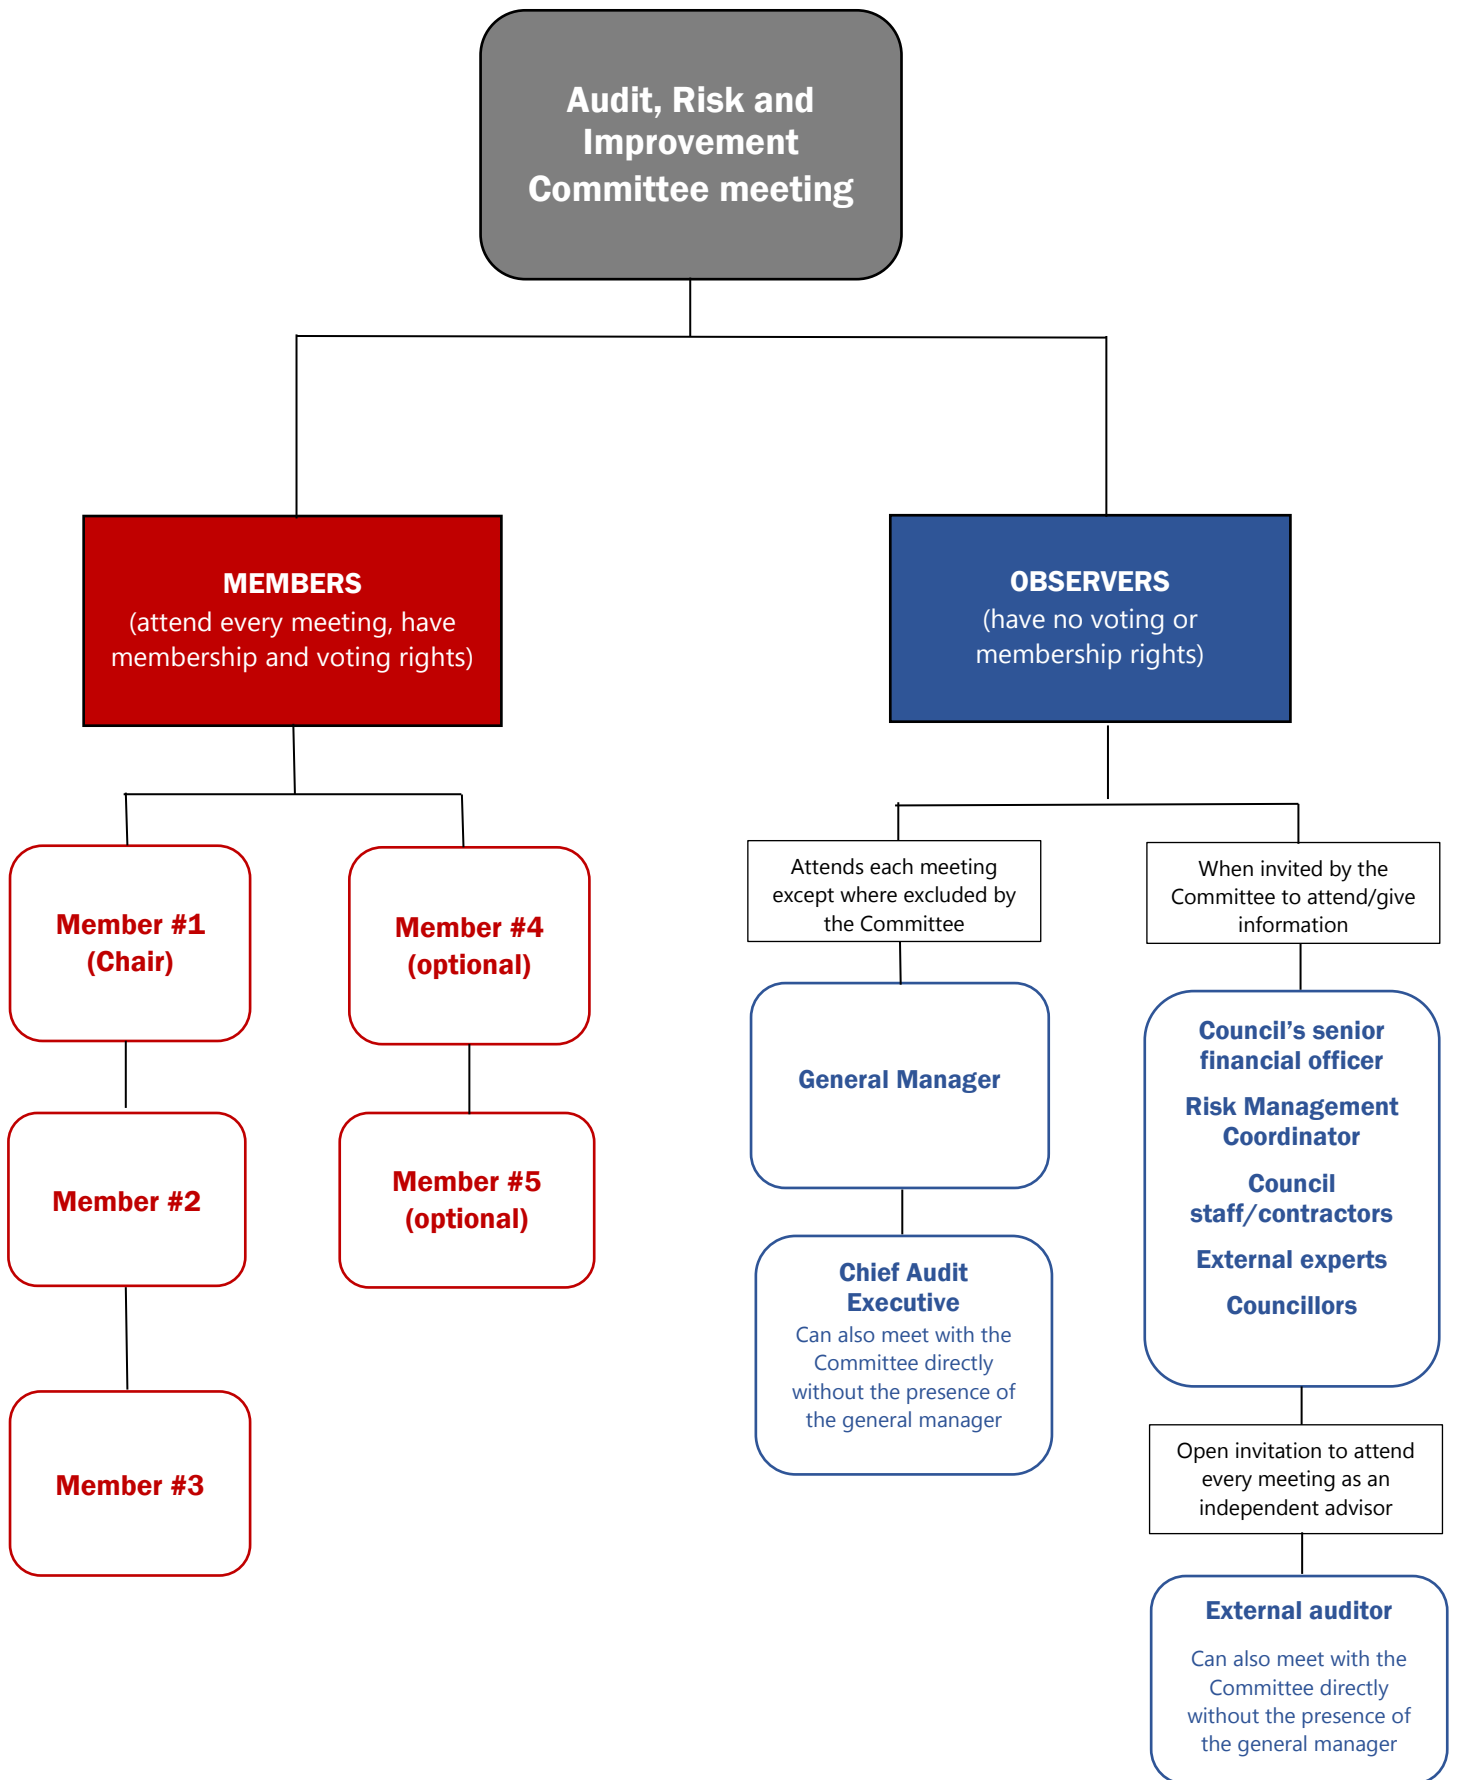 Audit, Risk and
Improvement
Committee meeting
MEMBERS
(attend every meeting, have
membership and voting rights)
OBSERVERS
(have no voting or
membership rights)
Member #1
(Chair)
Member #2
Member #3
Member #4
(optional)
Member #5
(optional)
Attends each meeting
except where excluded by
the Committee
General Manager
Chief Audit
Executive
Can also meet with the
Committee directly
without the presence of
the general manager
When invited by the
Committee to attend/give
information
Council’s senior
financial officer
Risk Management
Coordinator
Council
staff/contractors
External experts
Councillors
Open invitation to attend
every meeting as an
independent advisor
External auditor
Can also meet with the
Committee directly
without the presence of
the general manager